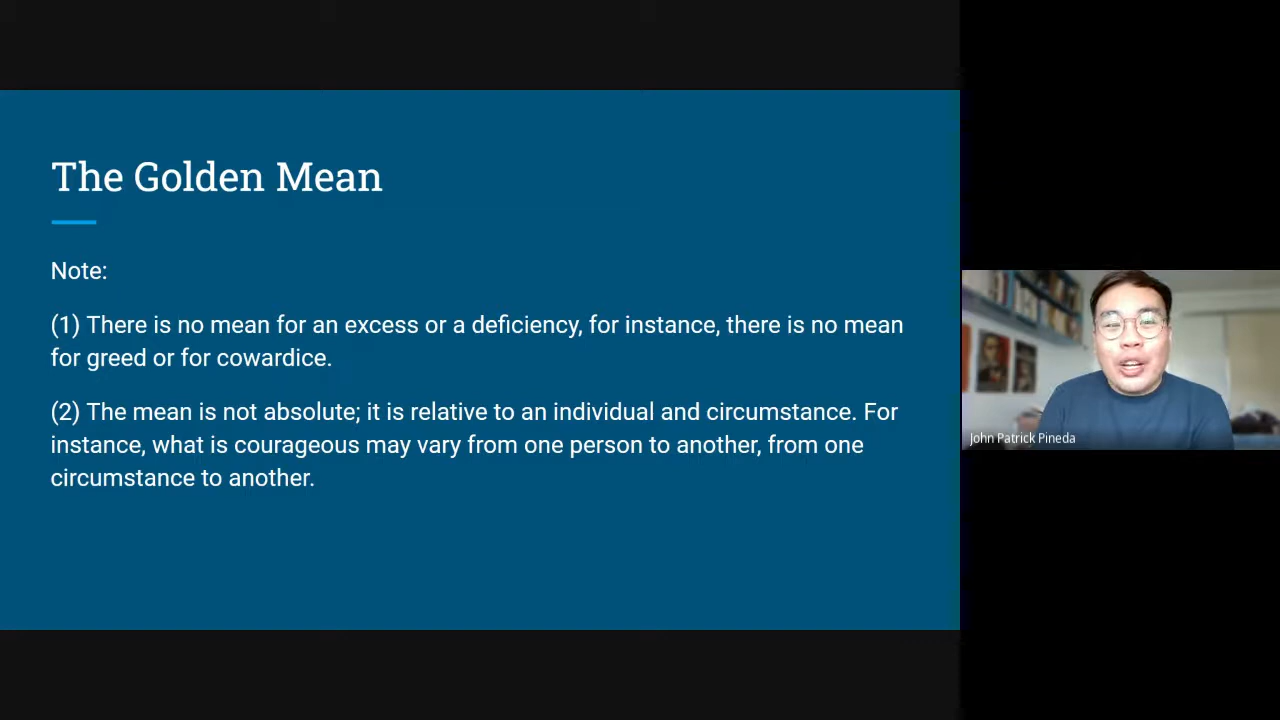 The Golden Mean
Note:
(1) There is no mean for an excess or a deficiency, for instance, there is no mean
for greed or for cowardice.
(2) The mean is not absolute; it is relative to an individual and circumstance. For
instance, what is courageous may vary from one person to another, from one
circumstance to another.
John Patrick Pineda